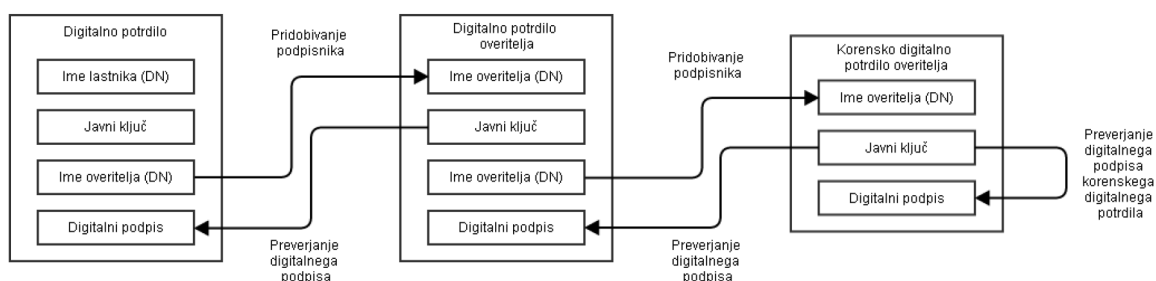 Digitalno potrdilo
Ime lastnika (DN)
Javni ključ
Ime overitelja (DN)
Digitalni podpis
Pridobivanje
podpisnika
Preverjanje
digitalnega
podpisa
Digitalno potrdilo
overitelja
Ime overitelja (DN)
Javni ključ
Ime overitelja (DN)
Digitalni podpis
Pridobivanje
podpisnika
Preverjanje
digitalnega
podpisa
Korensko digitalno
potrdilo overitelja
Ime overitelja (DN)
Javni ključ
Digitalni podpis
Preverjanje
digitalnega
podpisa
korenskega
digitalnega
potrdila